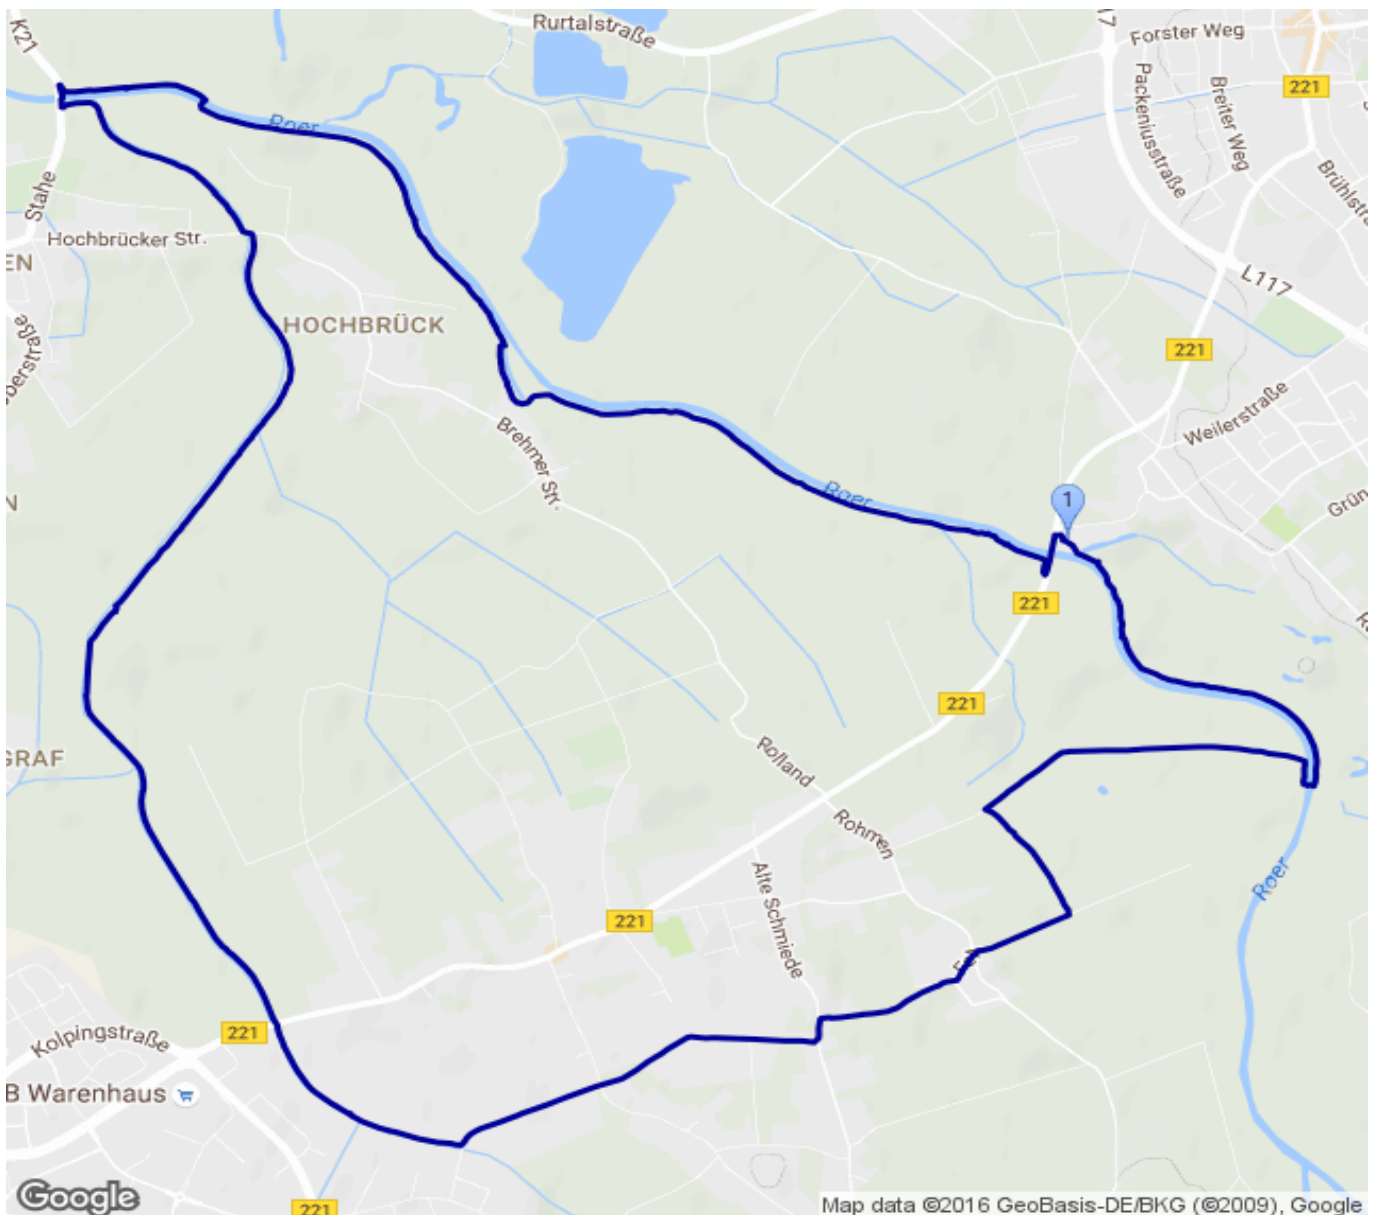 K21
Rurtalstraße
17
Forster Weg
221
Packeniusstraße
Breiter Weg
Roer
Stahe
Hochbrücker Str.
EN
L117
HOCHBRÜCK
221
Weilerstraße
Brehmer Str.
N
Roer
1
Grün
221
221
GRAF
Rolland
Rohmen
Alte Schmiede
Roer
221
221
Kolpingstraße
B Warenhaus
Google
221
Map data ©2016 GeoBasis-DE/BKG (©2009), Google